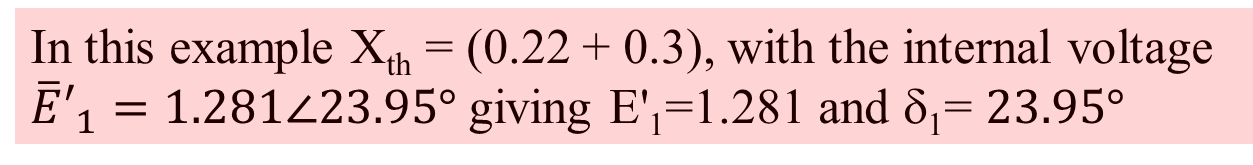 In this example Xth = (0.22 + 0.3), with the internal voltage
Ē'1 = 1.281∠23.95° giving E'1=1.281 and δ1= 23.95°